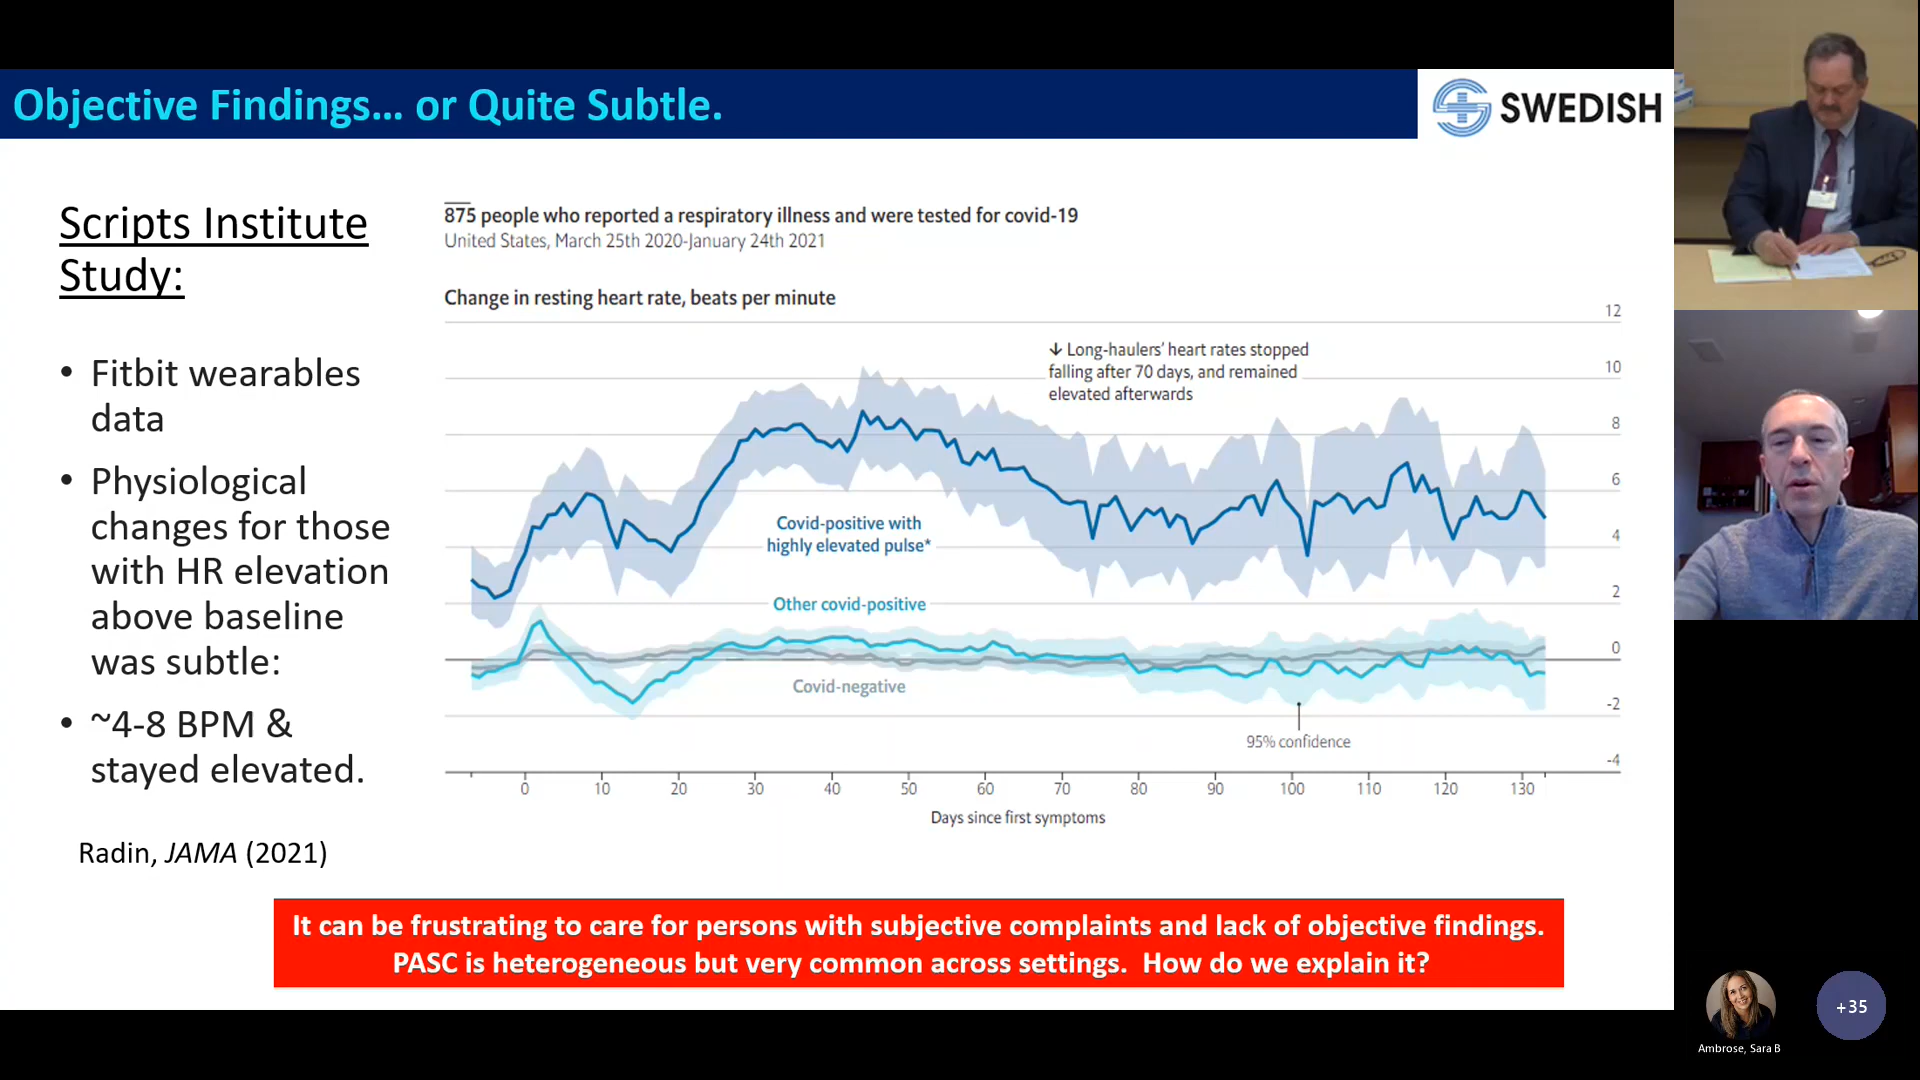 Objective Findings... or Quite Subtle.
SWEDISH
Scripts Institute
Study:
• Fitbit wearables
data
• Physiological
changes for those
with HR elevation
above baseline
was subtle:
• ~4-8 BPM &
stayed elevated.
Radin, JAMA (2021)
875 people who reported a respiratory illness and were tested for covid-19
United States, March 25th 2020-January 24th 2021
Change in resting heart rate, beats per minute
12
10
8
6
4
2
0
-2
-4
↓ Long-haulers' heart rates stopped
falling after 70 days, and remained
elevated afterwards
Covid-positive with
highly elevated pulse*
Other covid-positive
Covid-negative
95% confidence
0 10 20 30 40 50 60 70 80 90 100 110 120 130
Days since first symptoms
It can be frustrating to care for persons with subjective complaints and lack of objective findings.
PASC is heterogeneous but very common across settings. How do we explain it?
+35
Ambrose, Sara B